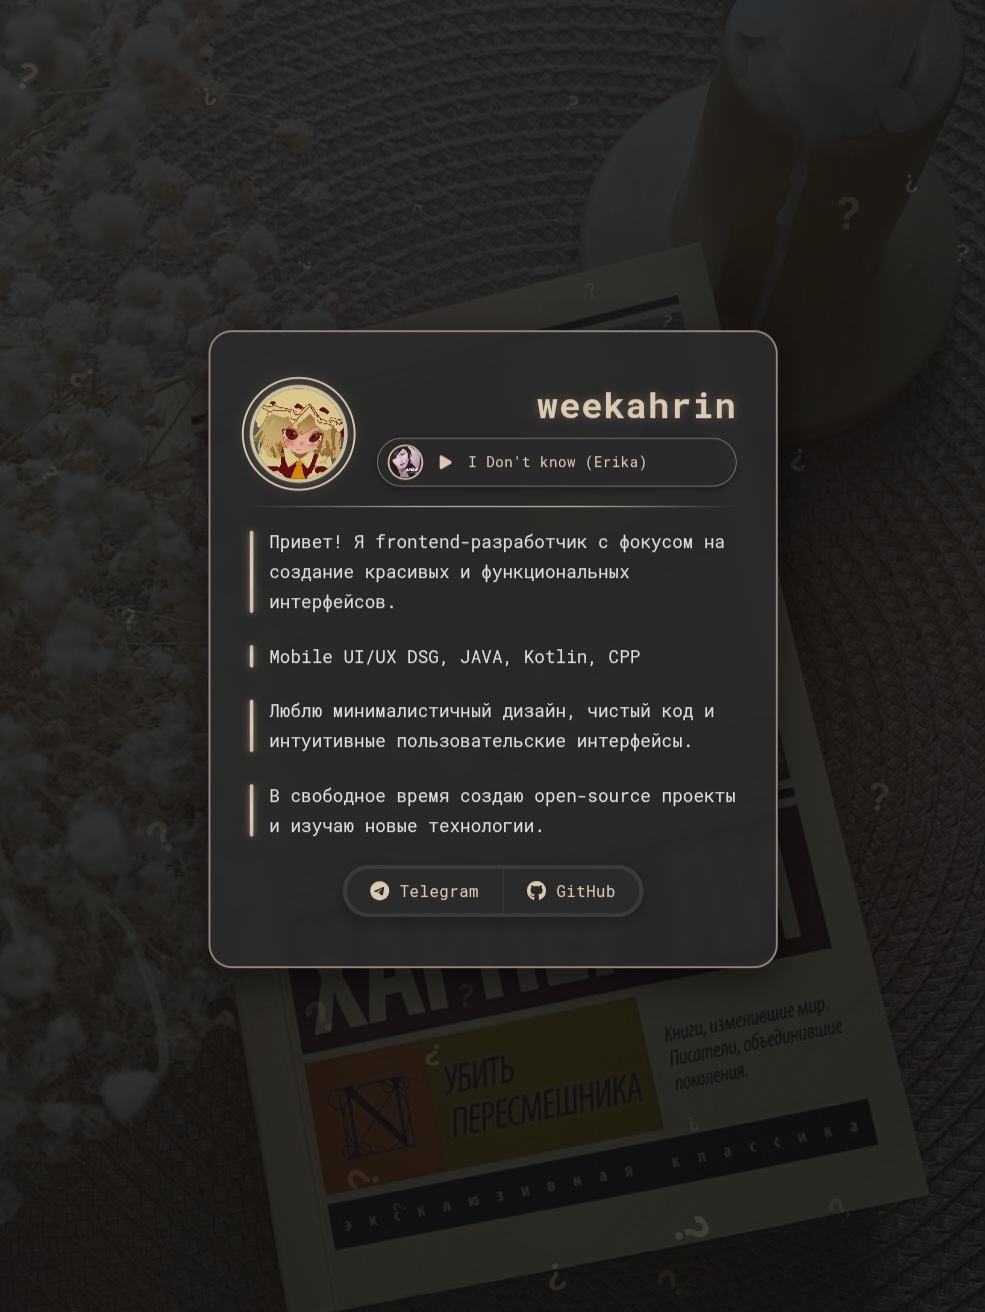 weekahrin
I Don't know (Erika)
Привет! Я frontend-разработчик с фокусом на
создание красивых и функциональных
интерфейсов.
Mobile UI/UX DSG, JAVA, Kotlin, CPP
Люблю минималистичный дизайн, чистый код и
интуитивные пользовательские интерфейсы.
В свободное время создаю open-source проекты
и изучаю новые технологии.
Telegram
GitHub
Книги, изменившие мир.
Писатели, объединившие
поколения.
N
УБИТЬ
ПЕРЕСМЕШНИКА
эксклюзивная классика